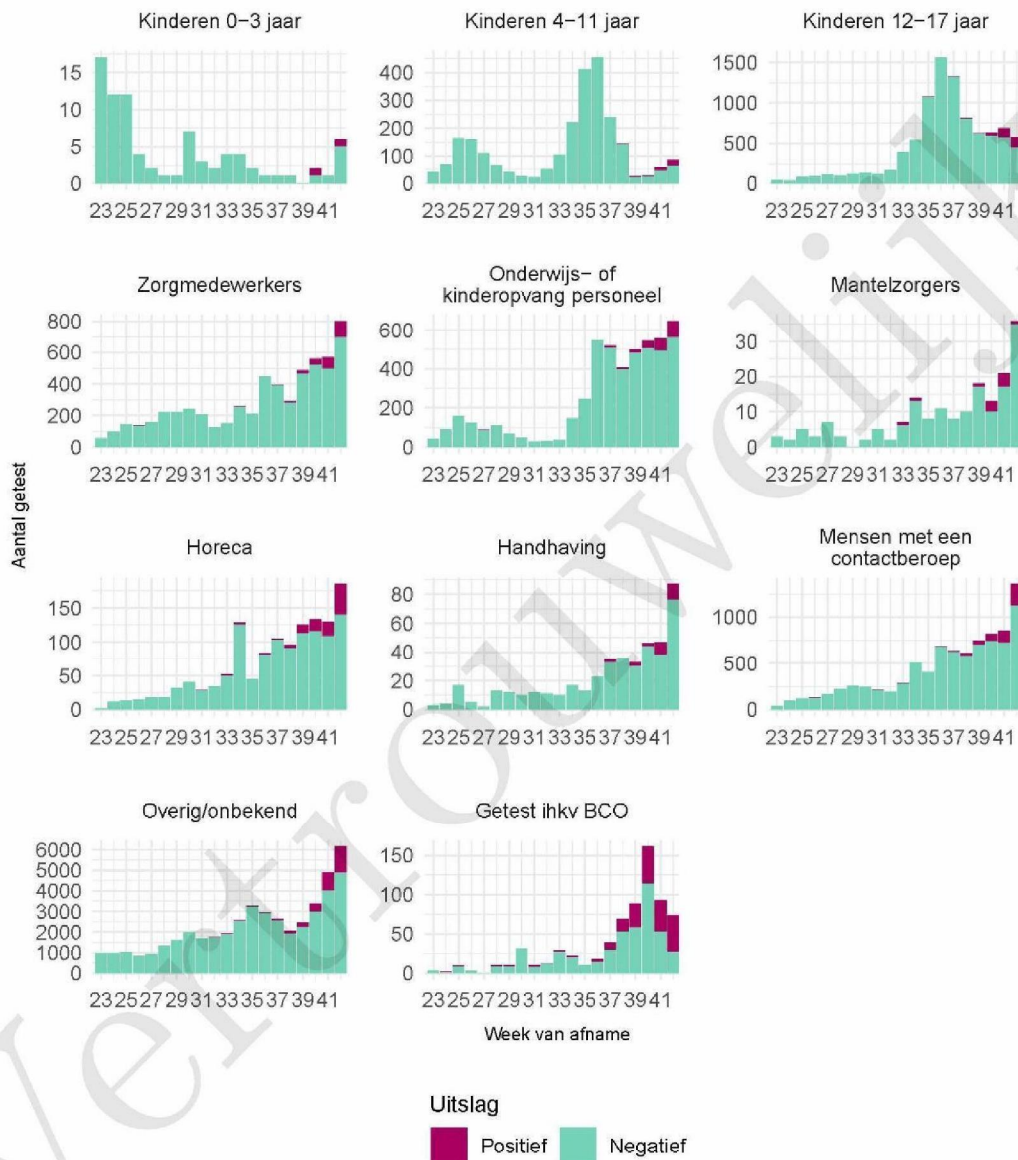 Kinderen 0−3 jaar
15
10
5
0
23 25 27 29 31 33 35 37 39 41
Kinderen 4−11 jaar
400
300
200
100
0
23 25 27 29 31 33 35 37 39 41
Kinderen 12−17 jaar
1500
1000
500
0
23 25 27 29 31 33 35 37 39 41
Zorgmedewerkers
800
600
400
200
0
23 25 27 29 31 33 35 37 39 41
Onderwijs− of
kinderopvang personeel
600
400
200
0
23 25 27 29 31 33 35 37 39 41
Mantelzorgers
30
20
10
0
23 25 27 29 31 33 35 37 39 41
Aantal getest
Horeca
150
100
50
0
23 25 27 29 31 33 35 37 39 41
Handhaving
80
60
40
20
0
23 25 27 29 31 33 35 37 39 41
Mensen met een
contactberoep
1000
500
0
23 25 27 29 31 33 35 37 39 41
Overig/onbekend
6000
5000
4000
3000
2000
1000
0
23 25 27 29 31 33 35 37 39 41
Getest ihkv BCO
150
100
50
0
23 25 27 29 31 33 35 37 39 41
Week van afname
Uitslag
Positief
Negatief
Vertrouwelijk